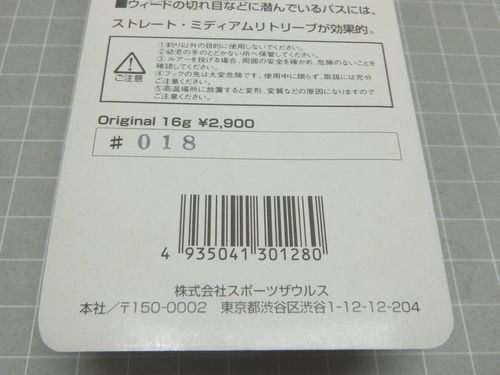 ■ウィードの切れ目などに潜んでいるバスには、
ストレート・ミディアムリトリーブが効果的。
ご注意
①釣り以外の目的に使用しないでください。
②幼児の手のとどかない所へ保管してください。
③ルアーを投げる場合、周囲の安全を確かめ、危険のないことを
確認してください。
④フックの先は大変危険です。使用中に限らず、取扱には充分
ご注意ください。
⑤高温場所に放置すると変形、変質などの原因になりますので
ご注意ください。
Original 16g ¥2,900
# 018
4 935041 301280
株式会社スポーツザウルス
本社/〒150-0002 東京都渋谷区渋谷1-12-12-204